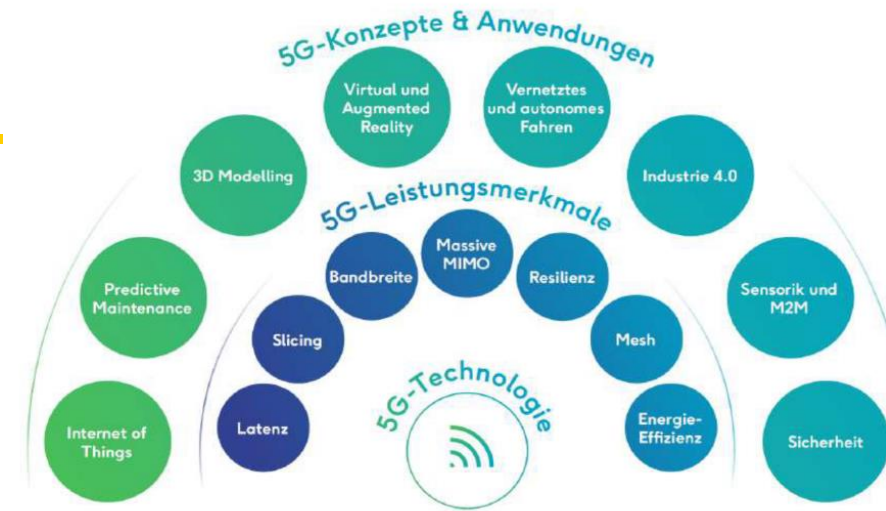 5G-Konzepte & Anwendungen
Internet of
Things
Predictive
Maintenance
3D Modelling
Virtual und
Augmented
Reality
Vernetztes
und autonomes
Fahren
Industrie 4.0
Sensorik und
M2M
Sicherheit
5G-Leistungsmerkmale
Latenz
Slicing
Bandbreite
Massive
MIMO
Resilienz
Mesh
Energie-
Effizienz
5G-Technologie